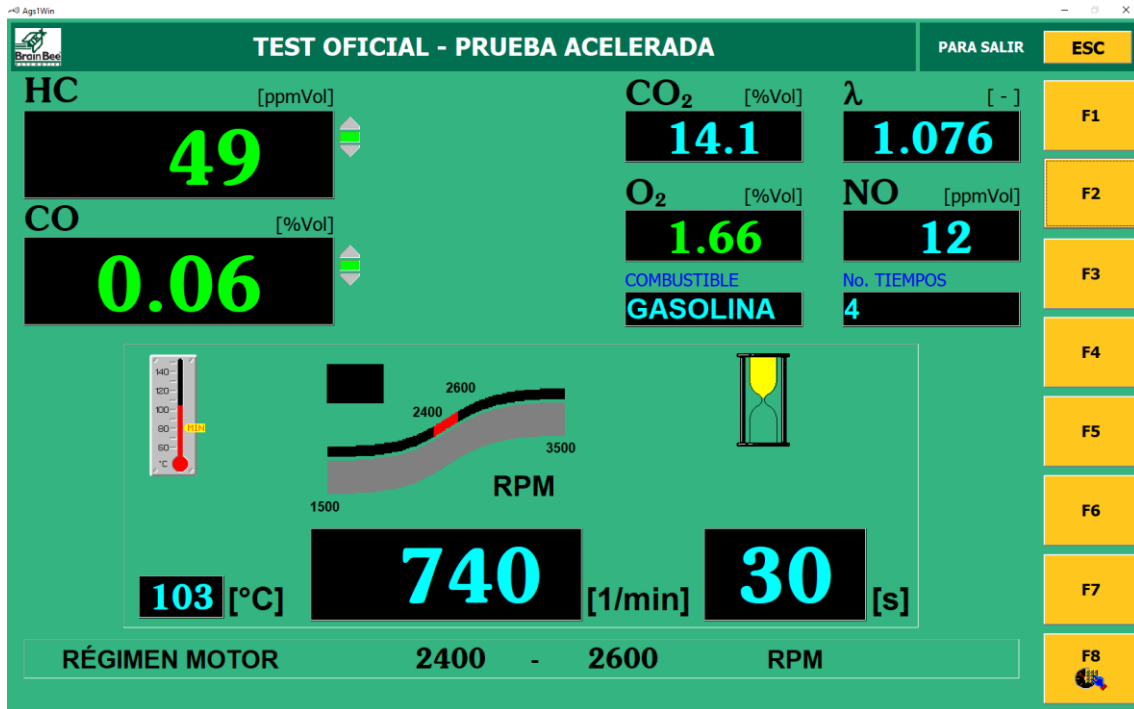 Ags1Win
BrainBee
AUTOMOTIVE
TEST OFICIAL - PRUEBA ACELERADA
PARA SALIR
ESC
HC [ppmVol]
49
CO [%Vol]
0.06
CO₂ [%Vol]
14.1
λ [ - ]
1.076
O₂ [%Vol]
1.66
NO [ppmVol]
12
COMBUSTIBLE
GASOLINA
No. TIEMPOS
4
140
120
100
80 MIN
60
°C
2600
2400
3500
RPM
1500
103 [°C]
740 [1/min]
30 [s]
RÉGIMEN MOTOR 2400 - 2600 RPM
F1
F2
F3
F4
F5
F6
F7
F8